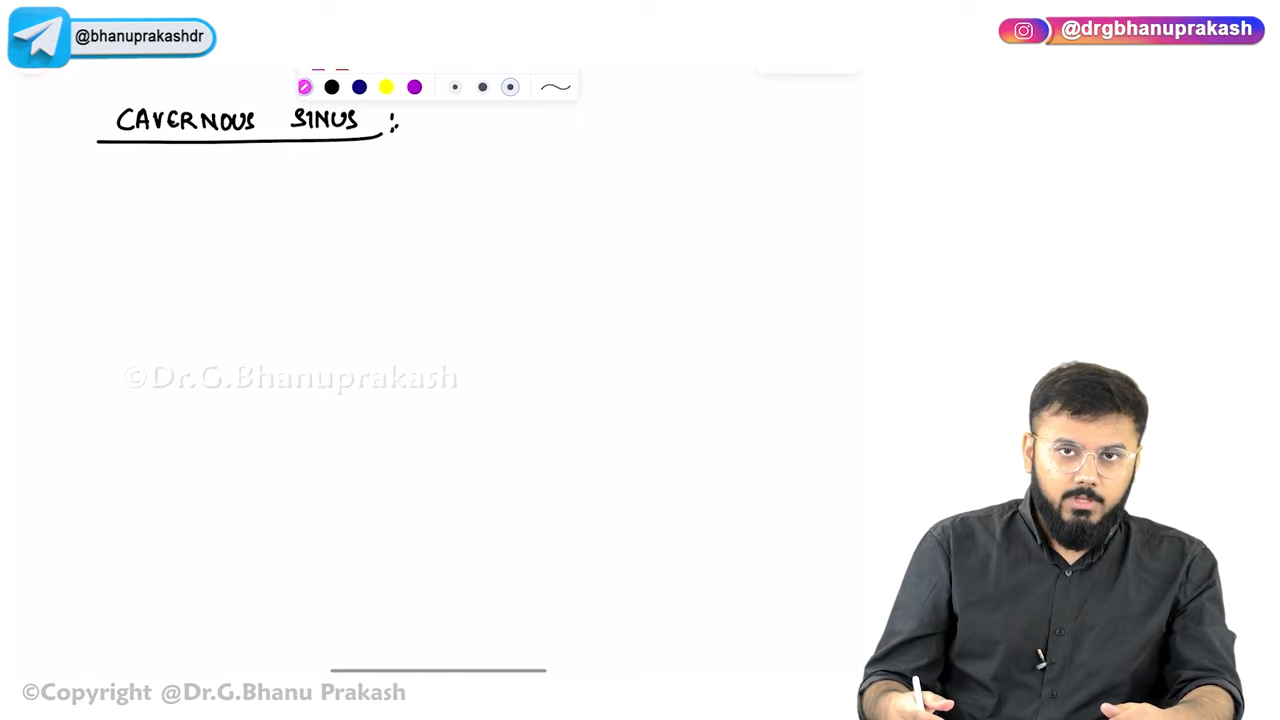 @bhanuprakashdr
@drgbhanuprakash
CAVERNOUS SINUS :
©Dr.G.Bhanuprakash
©Copyright @Dr.G.Bhanu Prakash